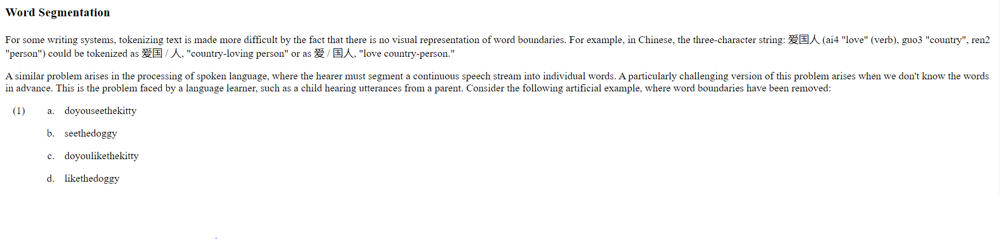 Word Segmentation
For some writing systems, tokenizing text is made more difficult by the fact that there is no visual representation of word boundaries. For example, in Chinese, the three-character string: 爱国人 (ai4 "love" (verb), guo3 "country", ren2
"person") could be tokenized as 爱国 / 人, "country-loving person" or as 爱 / 国人, "love country-person."
A similar problem arises in the processing of spoken language, where the hearer must segment a continuous speech stream into individual words. A particularly challenging version of this problem arises when we don't know the words
in advance. This is the problem faced by a language learner, such as a child hearing utterances from a parent. Consider the following artificial example, where word boundaries have been removed:
(1) a. doyouseethekitty
b. seethedoggy
c. doyoulikethekitty
d. likethedoggy